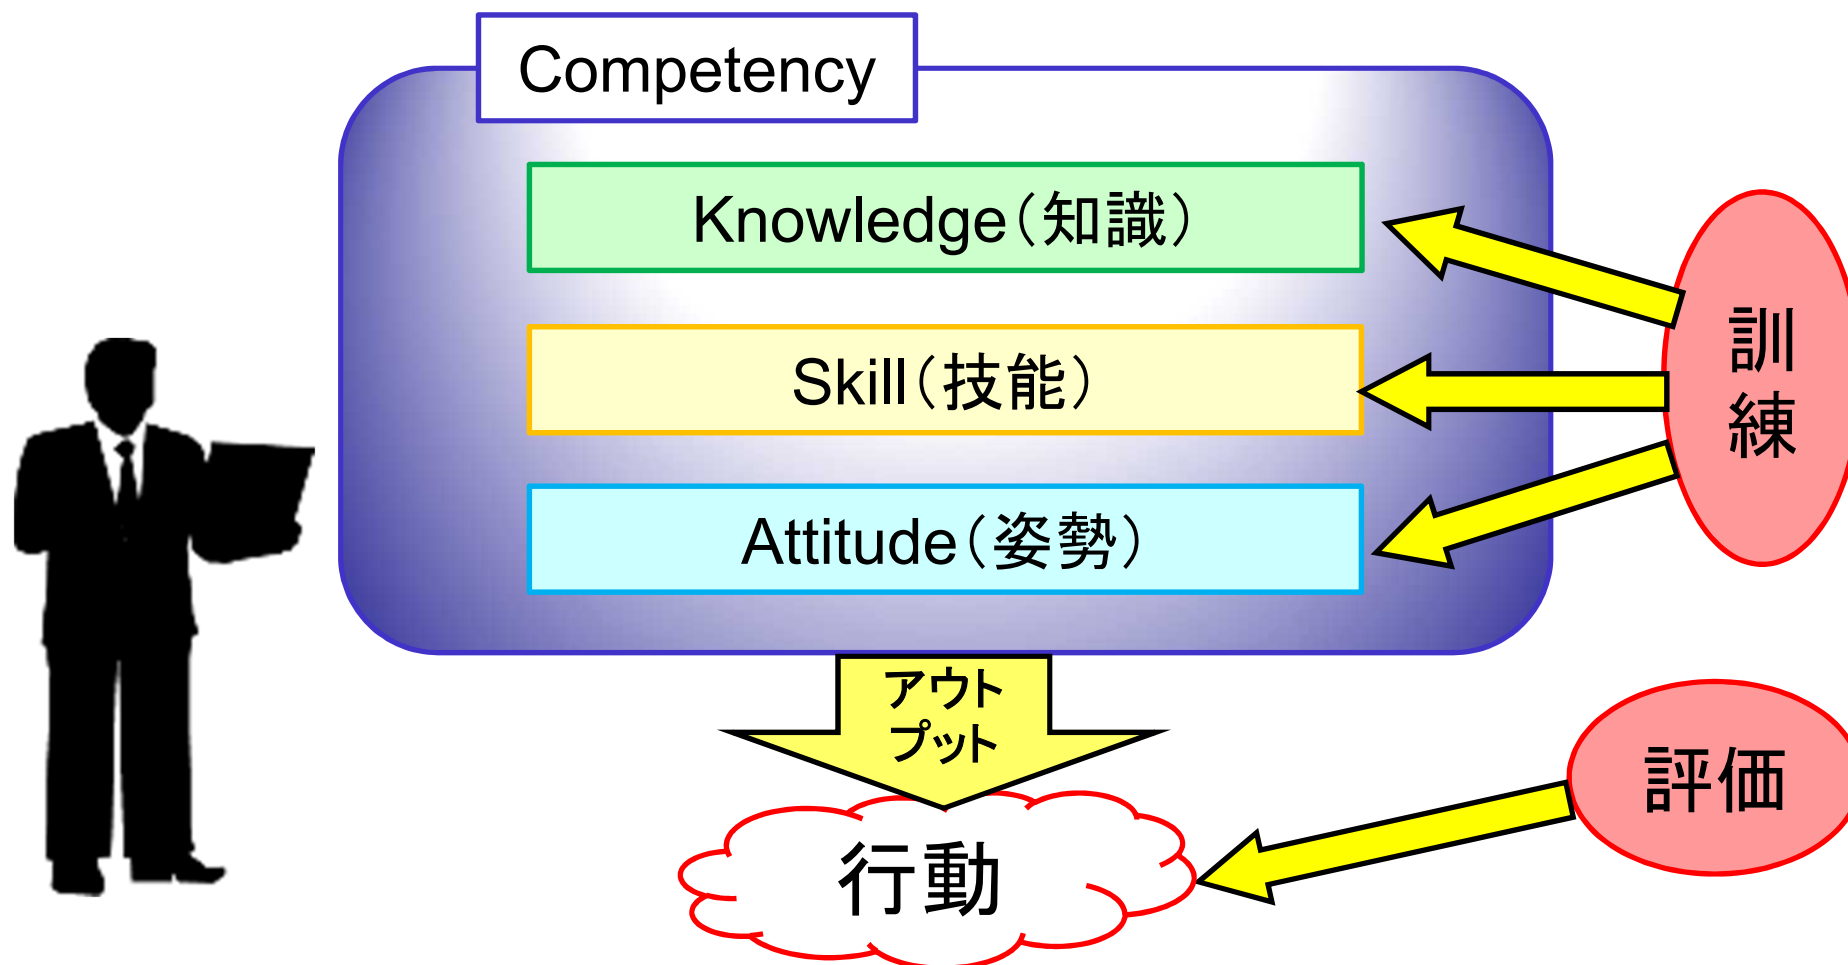 Competency
Knowledge（知識）
Skill（技能）
Attitude（姿勢）
訓
練
アウト
プット
行動
評価